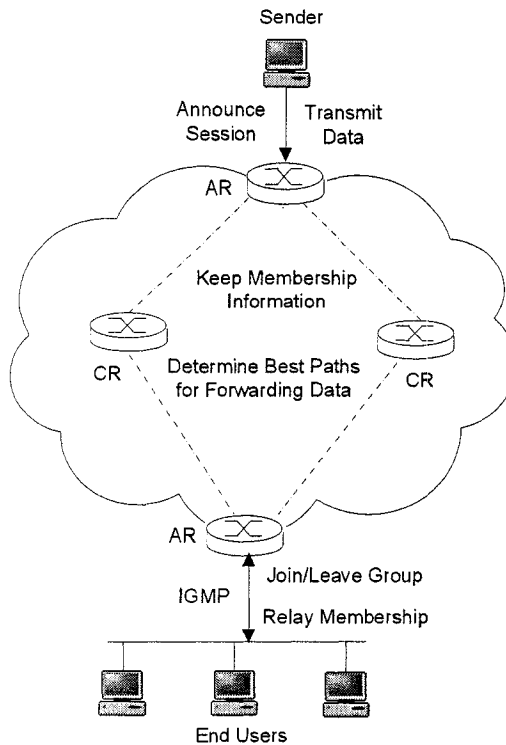 Sender
Announce
Session
Transmit
Data
AR
Keep Membership
Information
CR
Determine Best Paths
for Forwarding Data
CR
AR
Join/Leave Group
IGMP
Relay Membership
End Users